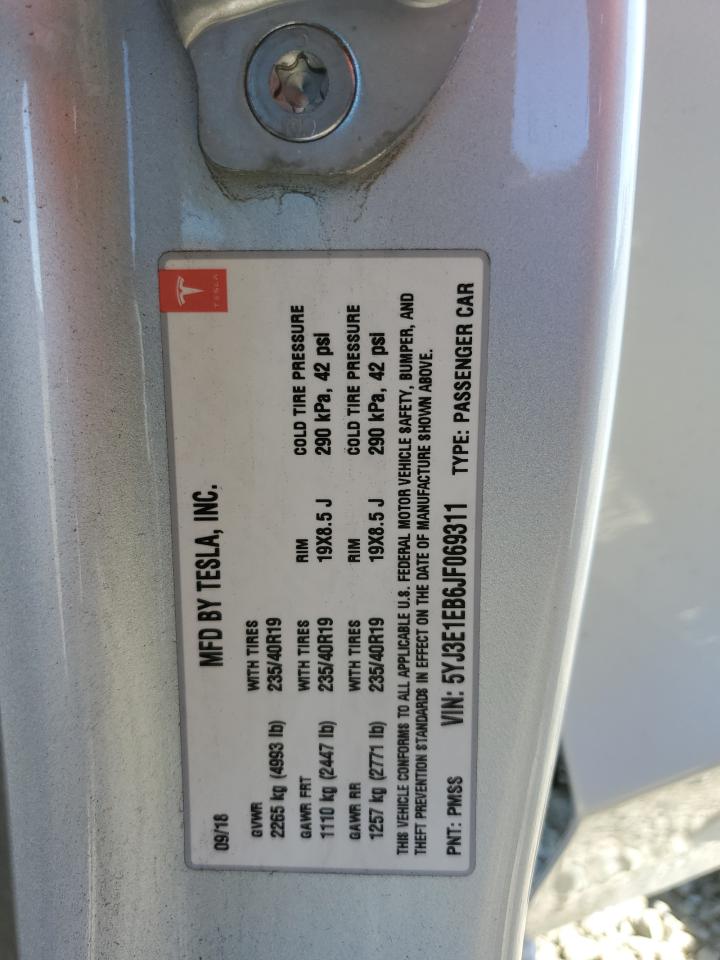 TESLA
MFD BY TESLA, INC.
09/18
GVWR WITH TIRES
2265 kg (4993 lb) 235/40R19
GAWR FRT WITH TIRES RIM COLD TIRE PRESSURE
1110 kg (2447 lb) 235/40R19 19X8.5 J 290 kPa, 42 psi
GAWR RR WITH TIRES RIM COLD TIRE PRESSURE
1257 kg (2771 lb) 235/40R19 19X8.5 J 290 kPa, 42 psi
THIS VEHICLE CONFORMS TO ALL APPLICABLE U.S. FEDERAL MOTOR VEHICLE SAFETY, BUMPER, AND
THEFT PREVENTION STANDARDS IN EFFECT ON THE DATE OF MANUFACTURE SHOWN ABOVE.
PNT: PMSS VIN: 5YJ3E1EB6JF069311 TYPE: PASSENGER CAR